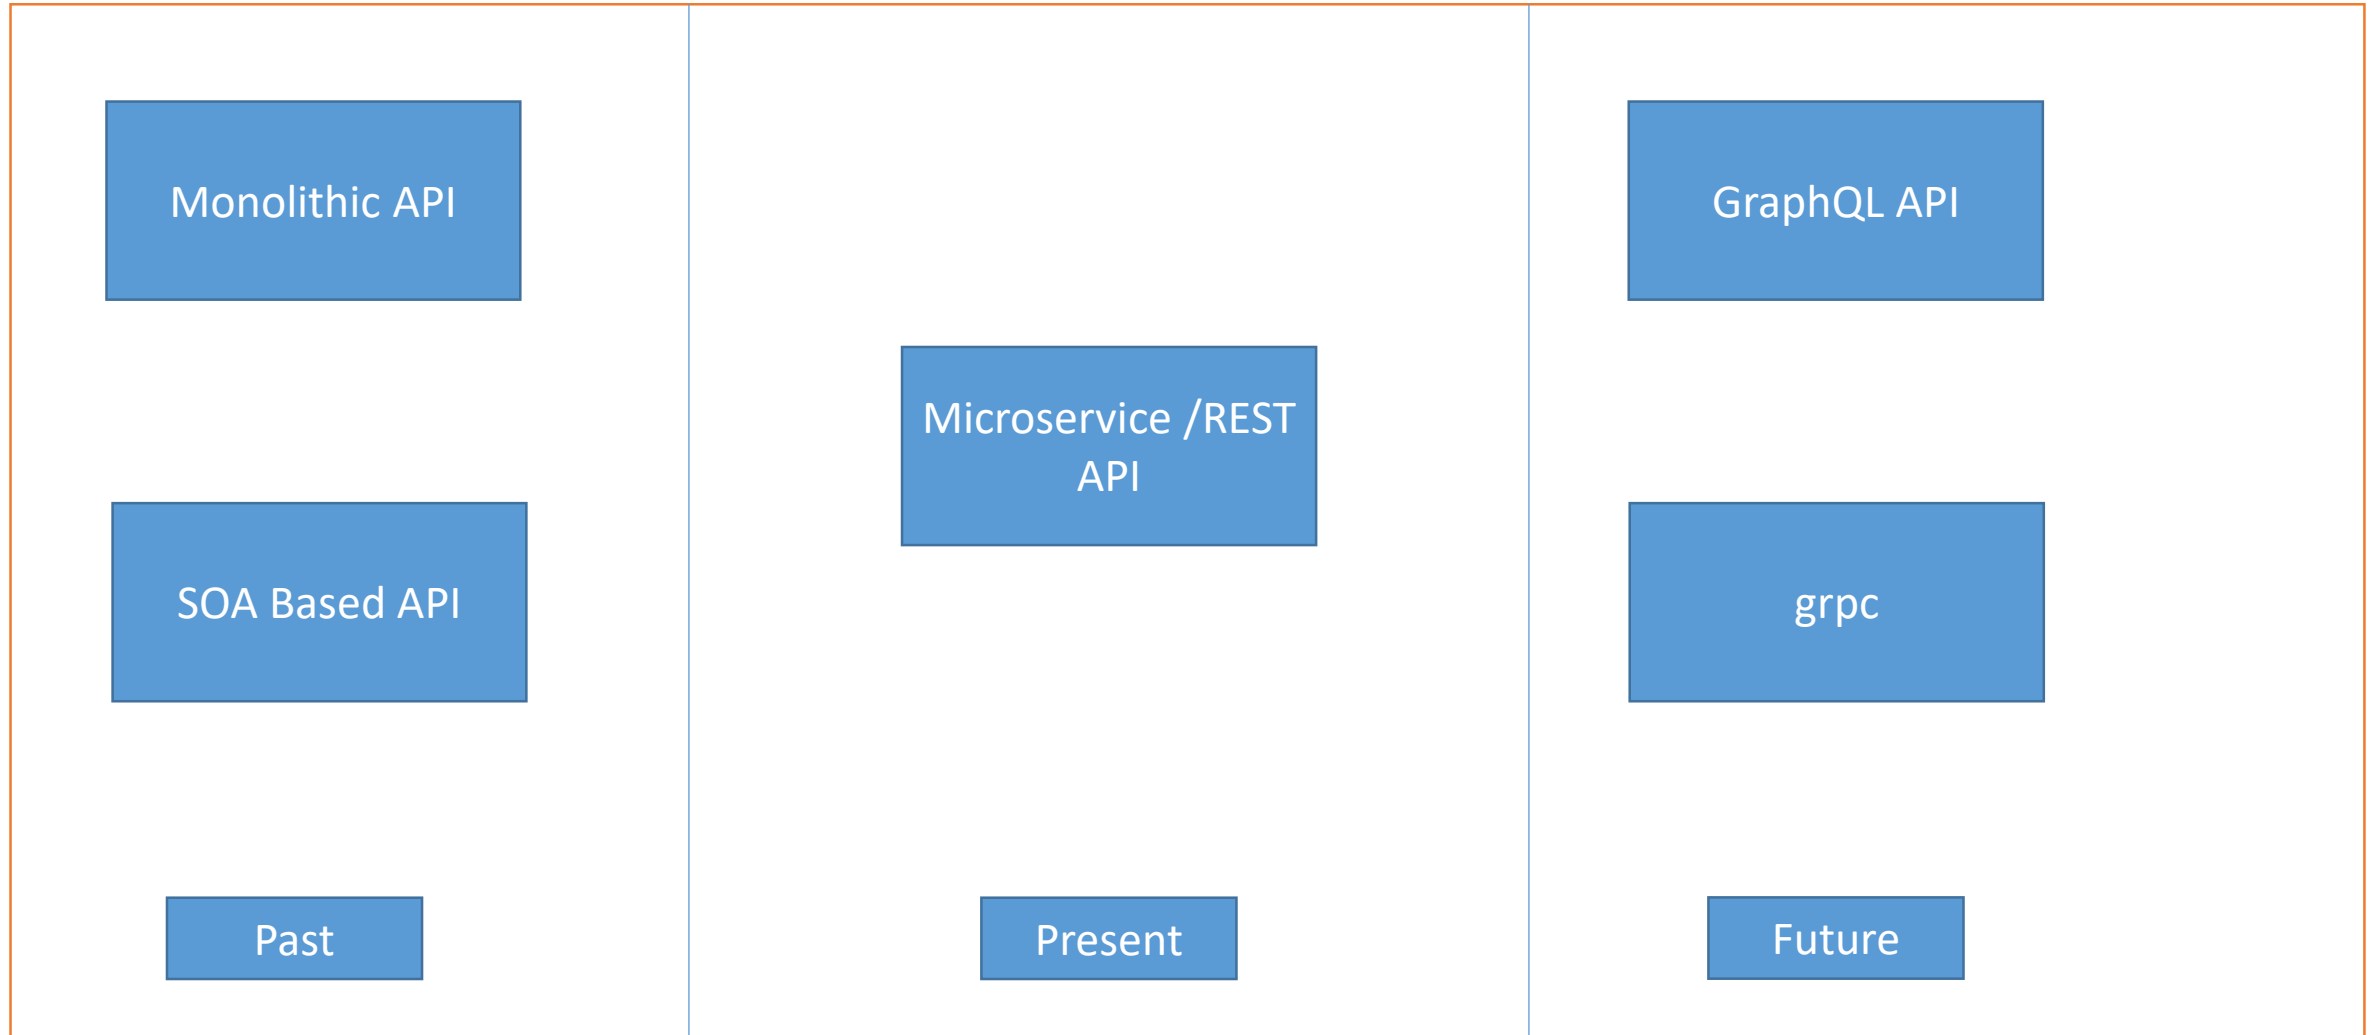 Monolithic API
SOA Based API
Past
Microservice /REST
API
Present
GraphQL API
grpc
Future